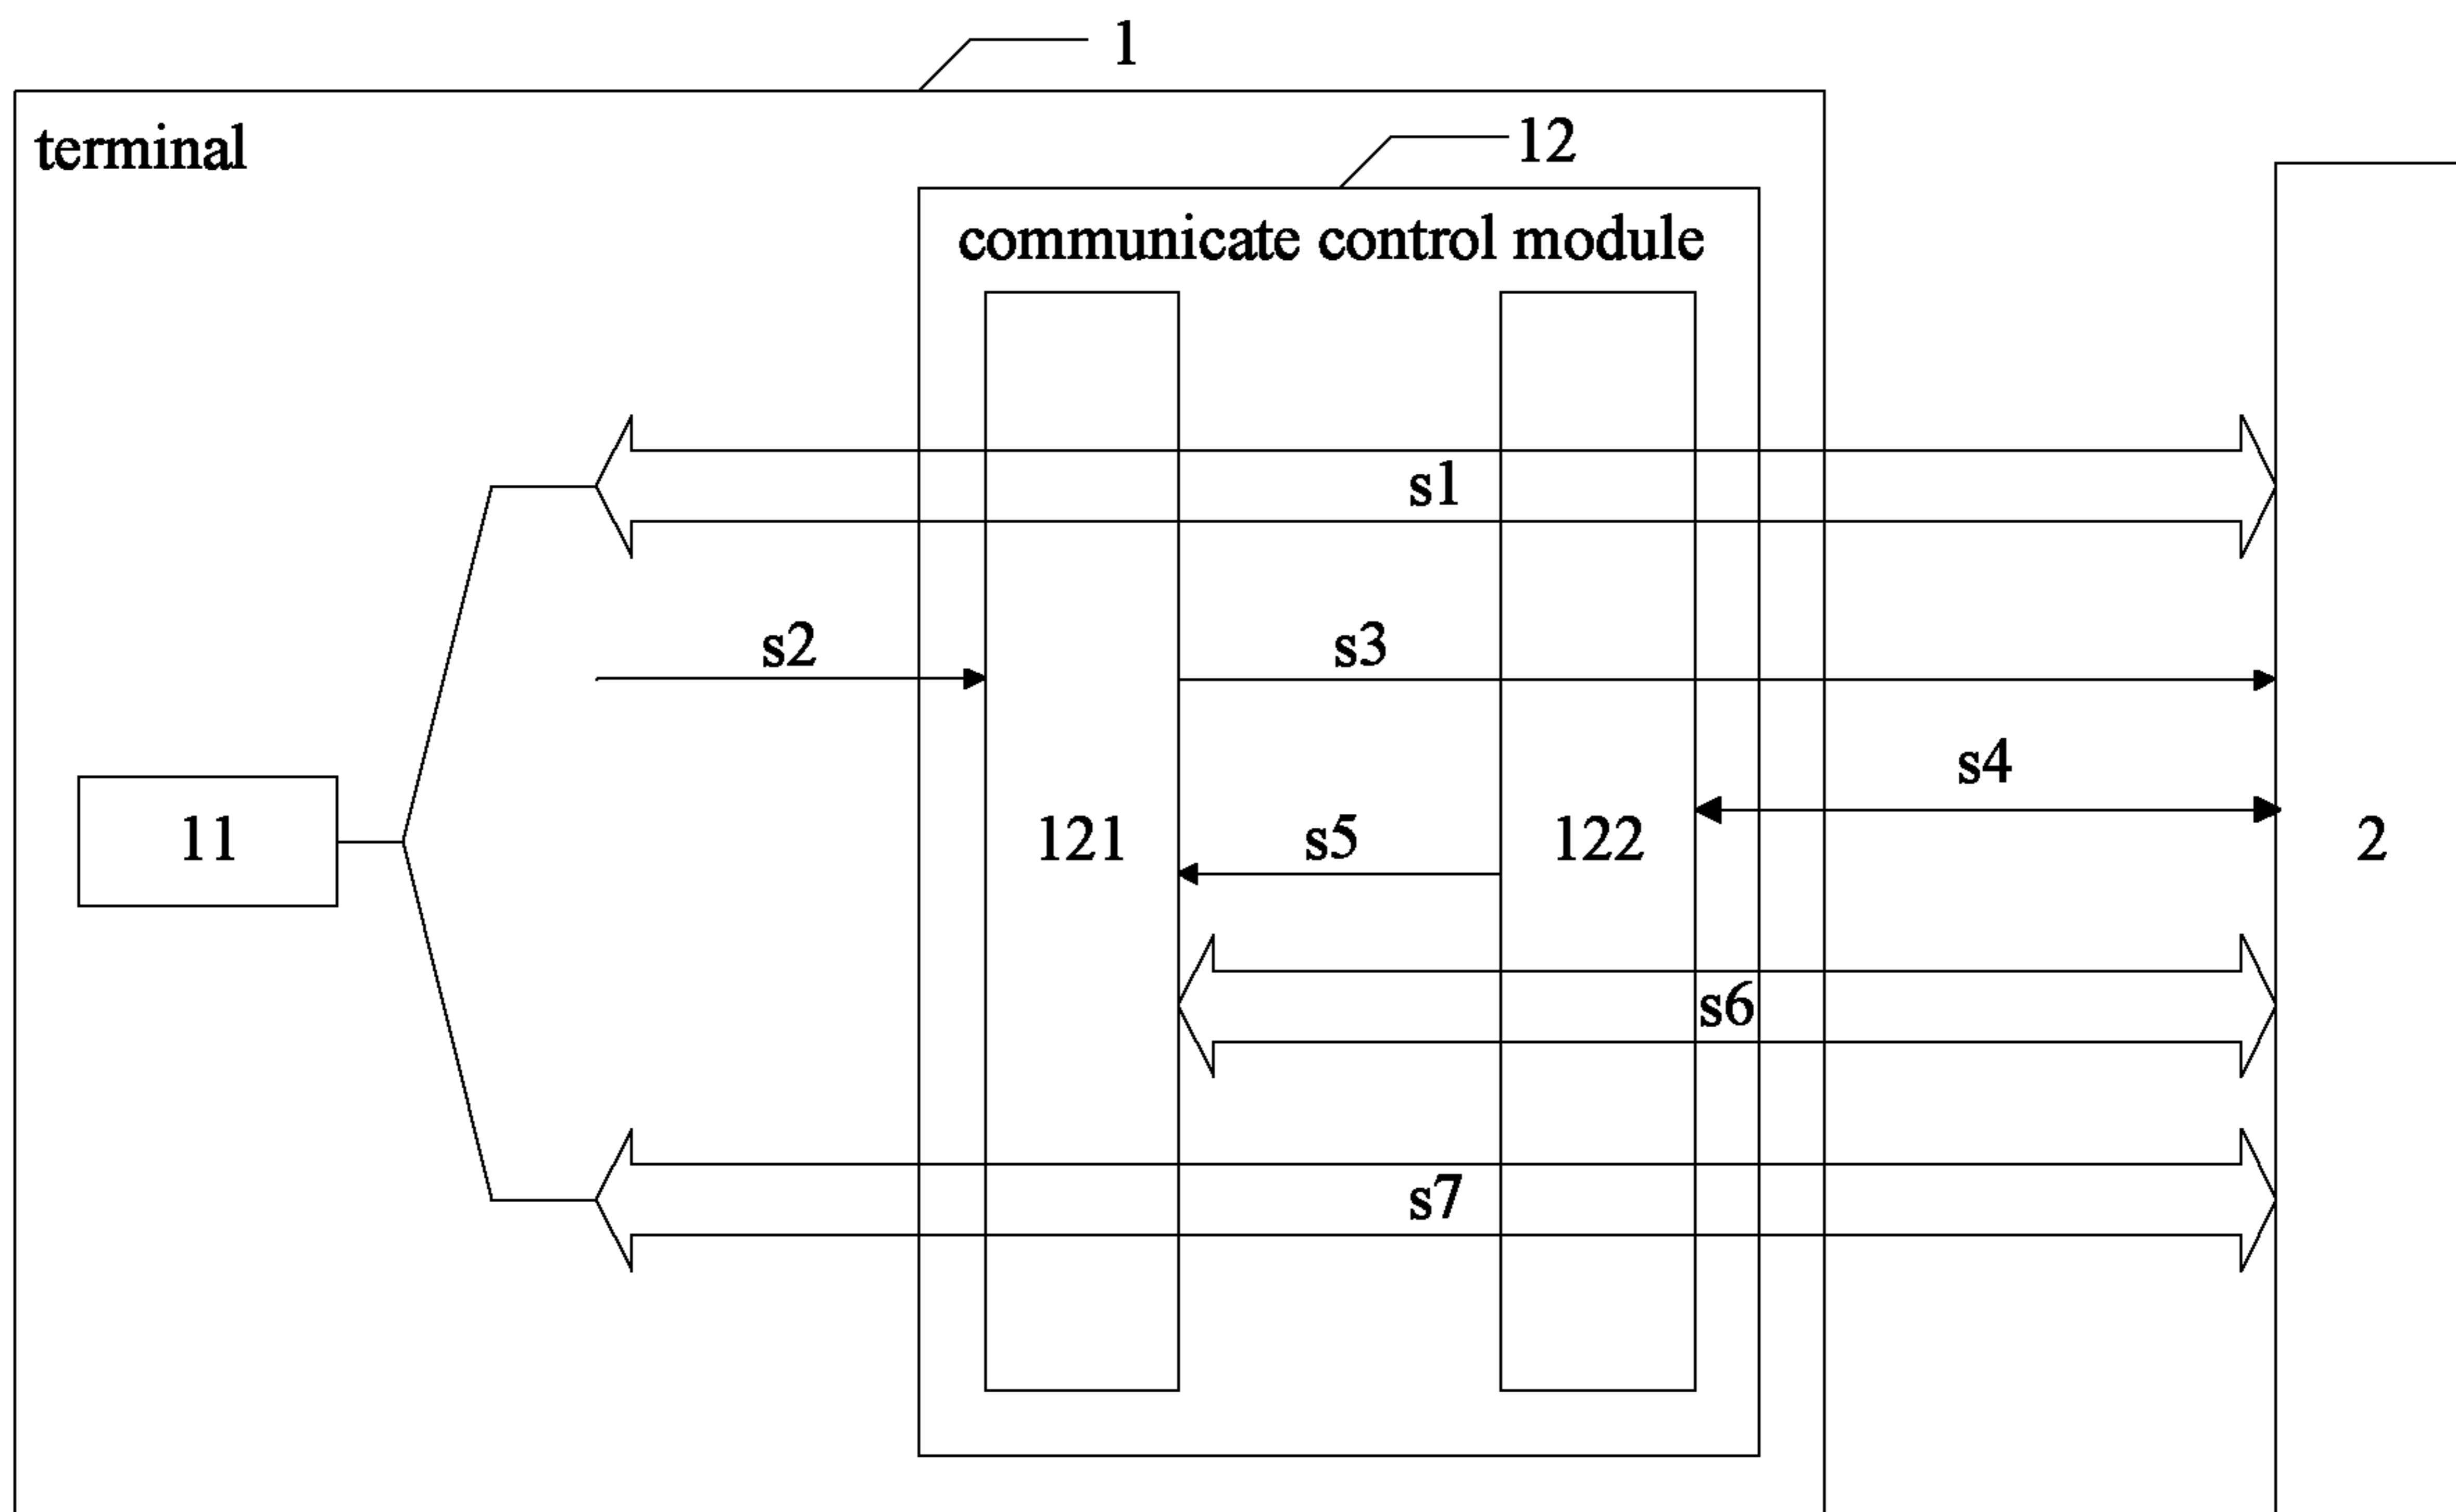 1
terminal
12
communicate control module
s1
s2
s3
s4
11
121
s5
122
2
s6
s7